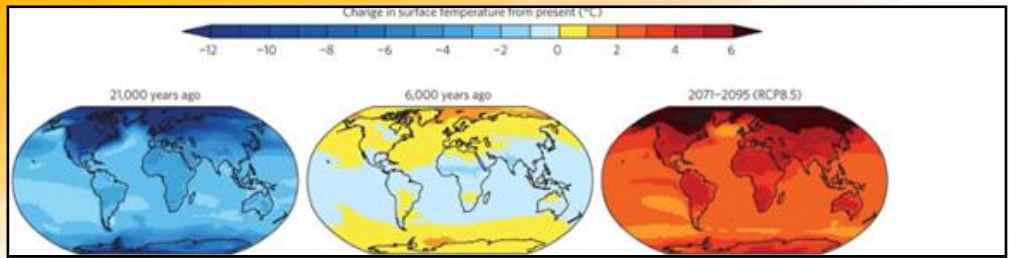 Change in surface temperature from present (°C)
−12 −10 −8 −6 −4 −2 0 2 4 6
21,000 years ago 6,000 years ago 2071–2095 (RCP8.5)